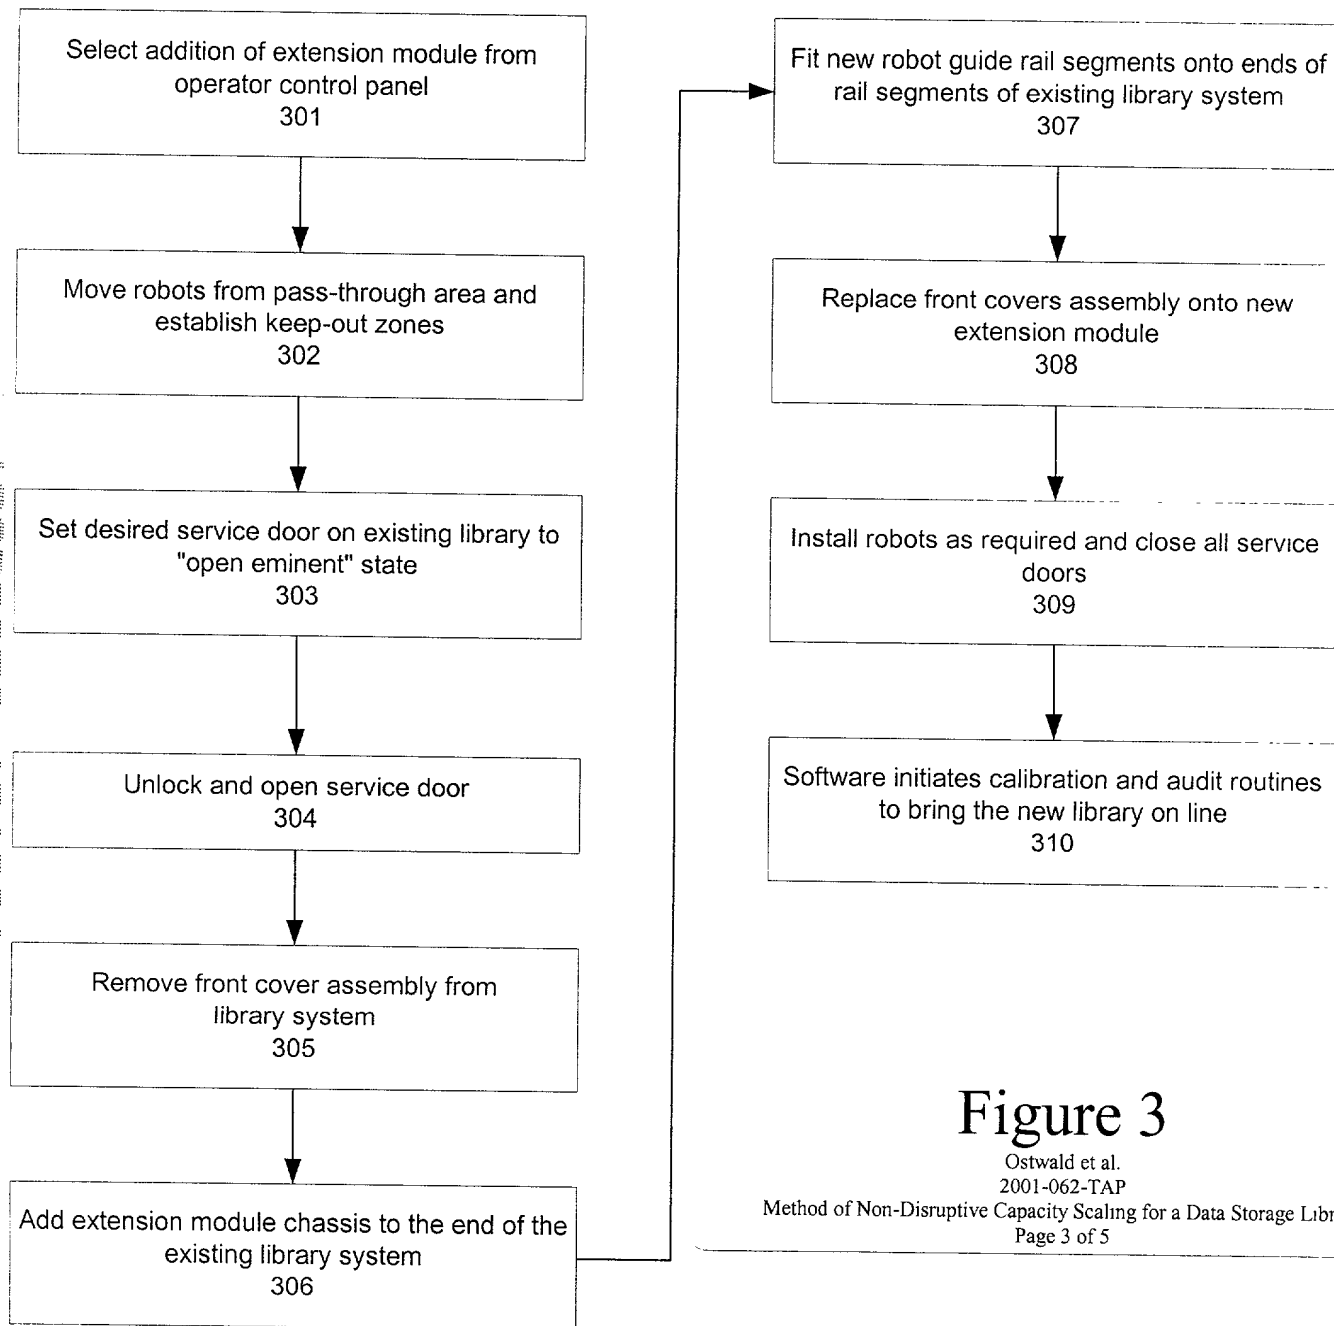 Select addition of extension module from
operator control panel
301
Move robots from pass-through area and
establish keep-out zones
302
Set desired service door on existing library to
"open eminent" state
303
Unlock and open service door
304
Remove front cover assembly from
library system
305
Add extension module chassis to the end of the
existing library system
306
Fit new robot guide rail segments onto ends of
rail segments of existing library system
307
Replace front covers assembly onto new
extension module
308
Install robots as required and close all service
doors
309
Software initiates calibration and audit routines
to bring the new library on line
310
Figure 3
Ostwald et al.
2001-062-TAP
Method of Non-Disruptive Capacity Scaling for a Data Storage Libr
Page 3 of 5